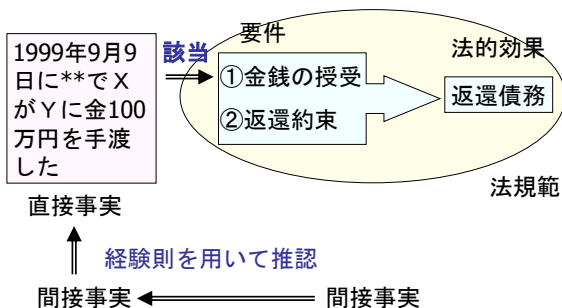 要件
1999年9月9
日に**でX
がYに金100
万円を手渡
した
該当
①金銭の授受
②返還約束
法的効果
返還債務
法規範
直接事実
経験則を用いて推認
間接事実
間接事実